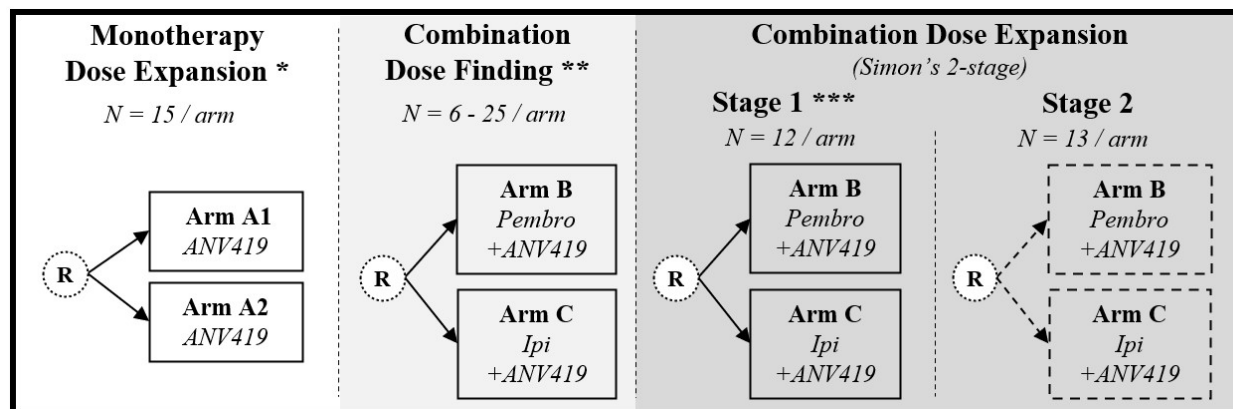 Monotherapy
Dose Expansion *
N = 15 / arm
R
Arm A1
ANV419
Arm A2
ANV419
Combination
Dose Finding **
N = 6 - 25 / arm
R
Arm B
Pembro
+ANV419
Arm C
Ipi
+ANV419
Combination Dose Expansion
(Simon's 2-stage)
Stage 1 ***
N = 12 / arm
R
Arm B
Pembro
+ANV419
Arm C
Ipi
+ANV419
Stage 2
N = 13 / arm
R
Arm B
Pembro
+ANV419
Arm C
Ipi
+ANV419